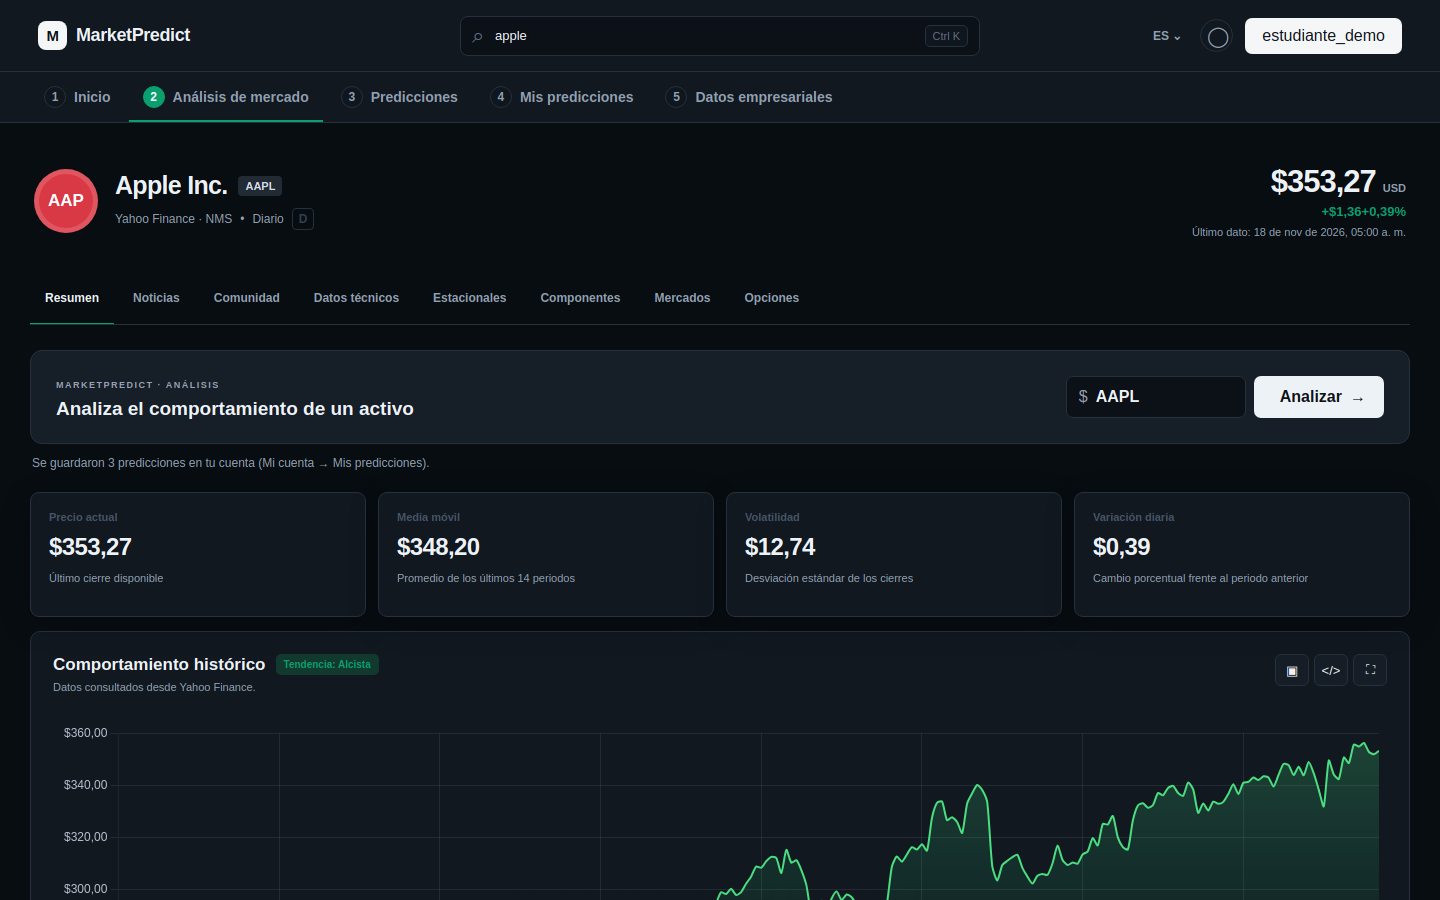 M MarketPredict
apple
Ctrl K
ES
estudiante_demo
1 Inicio
2 Análisis de mercado
3 Predicciones
4 Mis predicciones
5 Datos empresariales
AAP
Apple Inc. AAPL
Yahoo Finance · NMS • Diario D
$353,27 USD
+$1,36+0,39%
Último dato: 18 de nov de 2026, 05:00 a. m.
Resumen
Noticias
Comunidad
Datos técnicos
Estacionales
Componentes
Mercados
Opciones
MARKETPREDICT · ANÁLISIS
Analiza el comportamiento de un activo
$ AAPL
Analizar →
Se guardaron 3 predicciones en tu cuenta (Mi cuenta → Mis predicciones).
Precio actual
$353,27
Último cierre disponible
Media móvil
$348,20
Promedio de los últimos 14 periodos
Volatilidad
$12,74
Desviación estándar de los cierres
Variación diaria
$0,39
Cambio porcentual frente al periodo anterior
Comportamiento histórico Tendencia: Alcista
Datos consultados desde Yahoo Finance.
</>
$360,00
$340,00
$320,00
$300,00